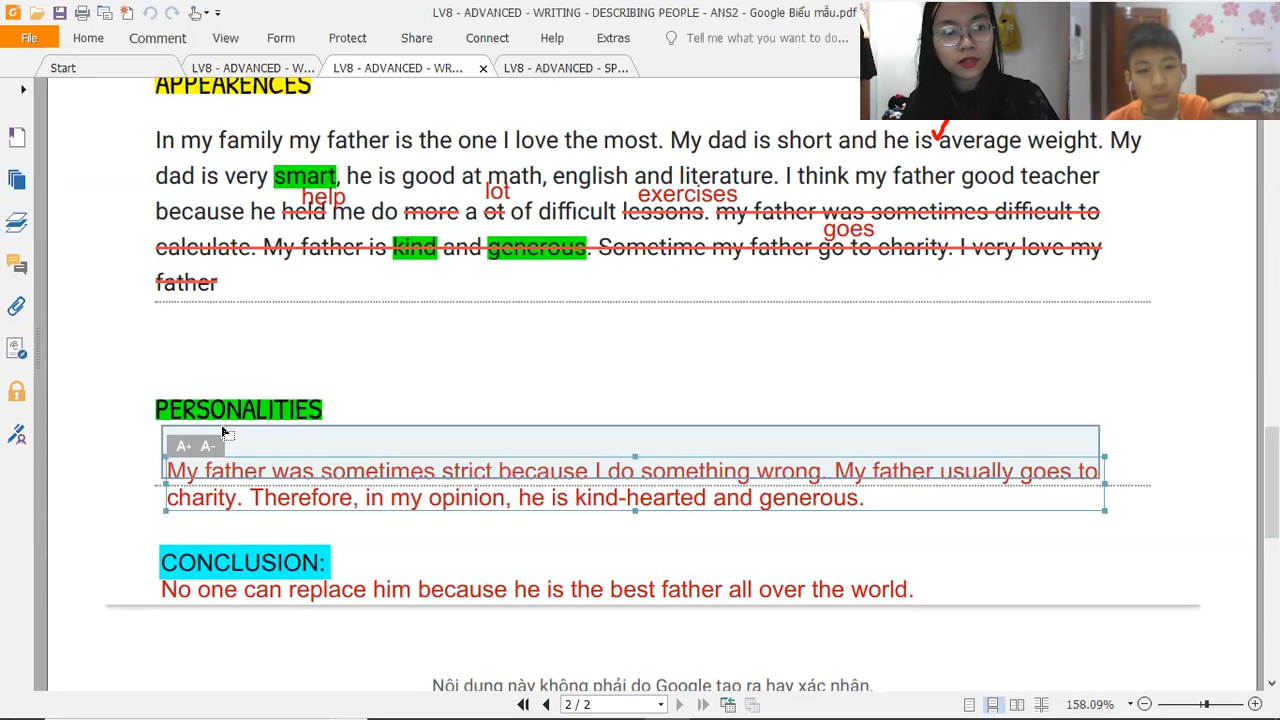 LV8 - ADVANCED - WRITING - DESCRIBING PEOPLE - ANS2 - Google Biểu mẫu.pdf
File Home Comment View Form Protect Share Connect Help Extras Tell me what you want to do...
Start LV8 - ADVANCED - W... LV8 - ADVANCED - WR... LV8 - ADVANCED - SP...
APPEARENCES
In my family my father is the one I love the most. My dad is short and he is average weight. My
dad is very smart, he is good at math, english and literature. I think my father good teacher
help lot exercises
because he held me do more a ot of difficult lessons. my father was sometimes difficult to
goes
calculate. My father is kind and generous. Sometime my father go to charity. I very love my
father
PERSONALITIES
A+ A-
My father was sometimes strict because I do something wrong. My father usually goes to
charity. Therefore, in my opinion, he is kind-hearted and generous.
CONCLUSION:
No one can replace him because he is the best father all over the world.
Nội dung này không phải do Google tạo ra hay xác nhận.
2 / 2 158.09%